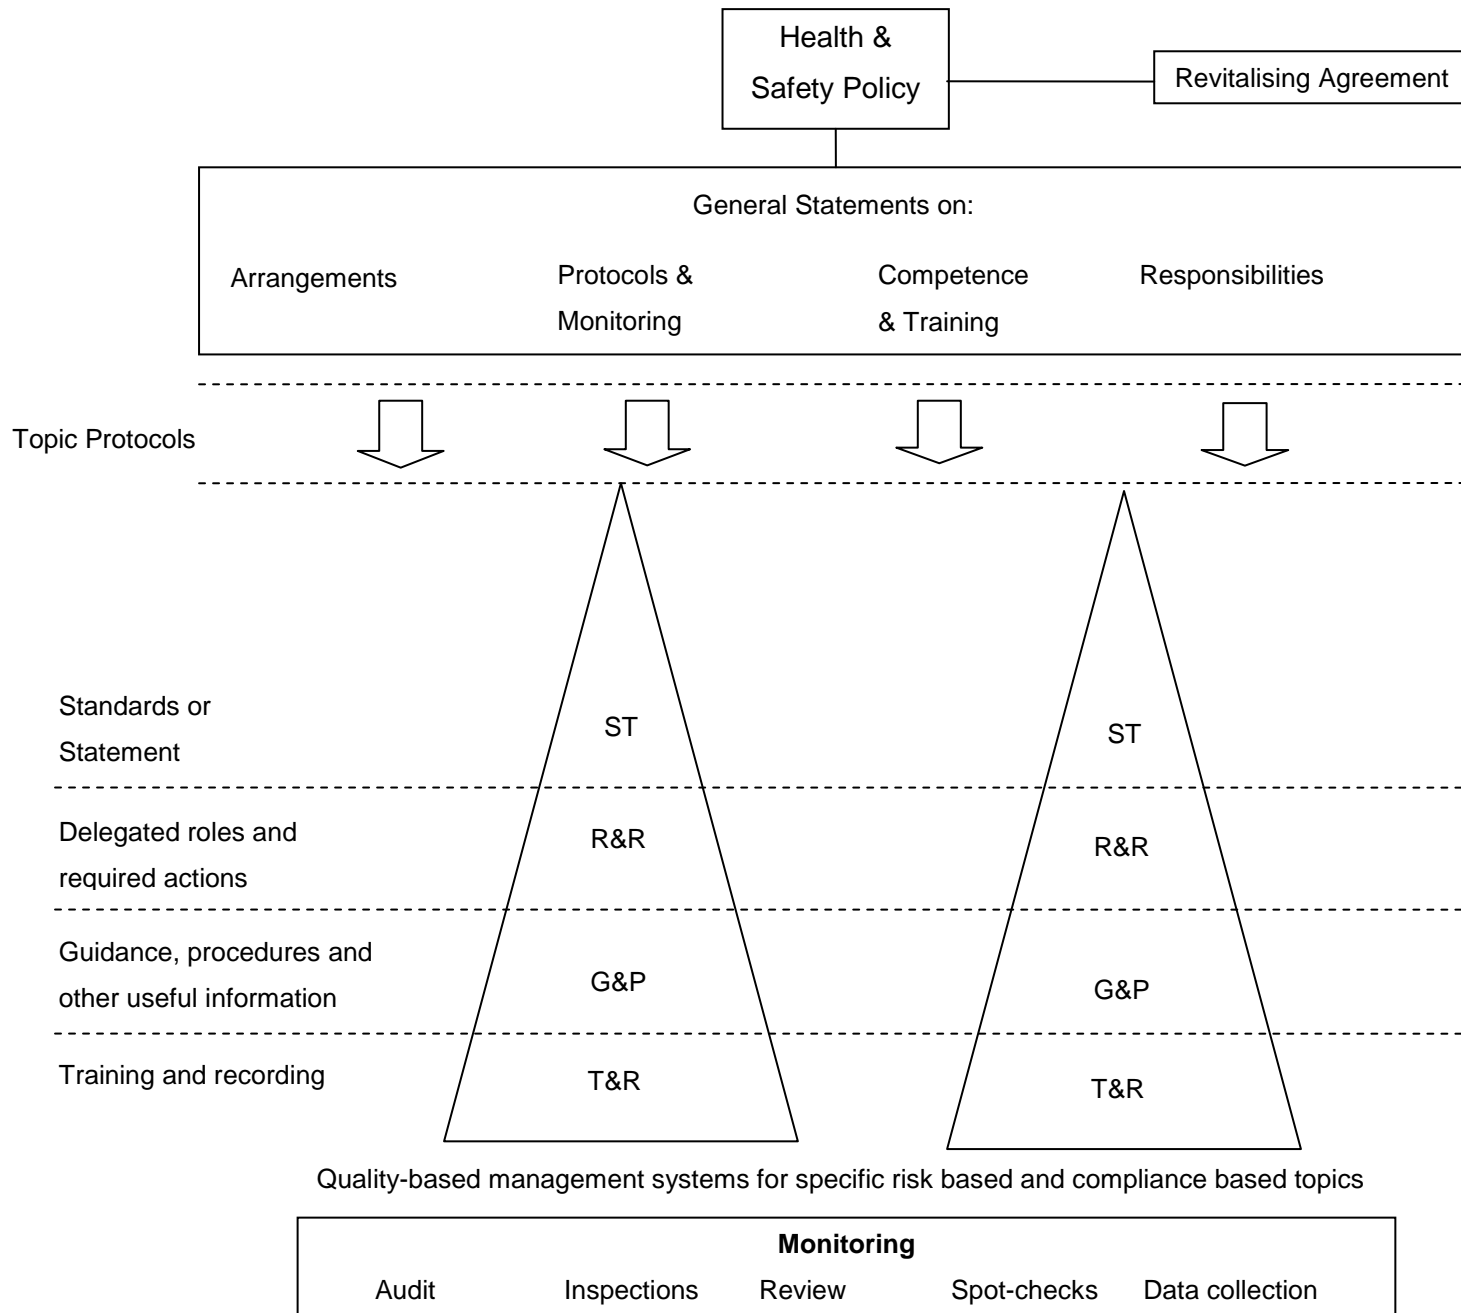 Health &
Safety Policy
Revitalising Agreement
General Statements on:
Arrangements
Protocols &
Monitoring
Competence
& Training
Responsibilities
Topic Protocols
Standards or
Statement
ST
ST
Delegated roles and
required actions
R&R
R&R
Guidance, procedures and
other useful information
G&P
G&P
Training and recording
T&R
T&R
Quality-based management systems for specific risk based and compliance based topics
Monitoring
Audit Inspections Review Spot-checks Data collection